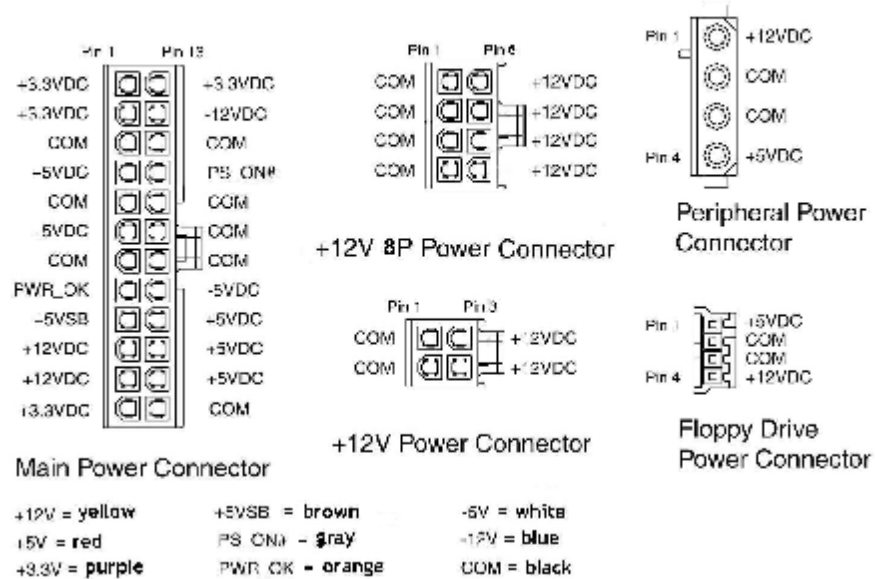 Pin 1 Pin 13
+3.3VDC +3.3VDC
+3.3VDC -12VDC
COM COM
+5VDC PS_ON#
COM COM
+5VDC COM
COM COM
PWR_OK -5VDC
+5VSB +5VDC
+12VDC +5VDC
+12VDC +5VDC
+3.3VDC COM
Main Power Connector
Pin 1 Pin 5
COM +12VDC
COM +12VDC
COM +12VDC
COM +12VDC
+12V 8P Power Connector
Pin 1 Pin 3
COM +12VDC
COM +12VDC
+12V Power Connector
Pin 1 +12VDC
COM
COM
Pin 4 +5VDC
Peripheral Power
Connector
Pin 1 +5VDC
COM
COM
Pin 4 +12VDC
Floppy Drive
Power Connector
+12V = yellow +5VSB = brown -5V = white
+5V = red PS_ON# = gray -12V = blue
+3.3V = purple PWR_OK = orange COM = black